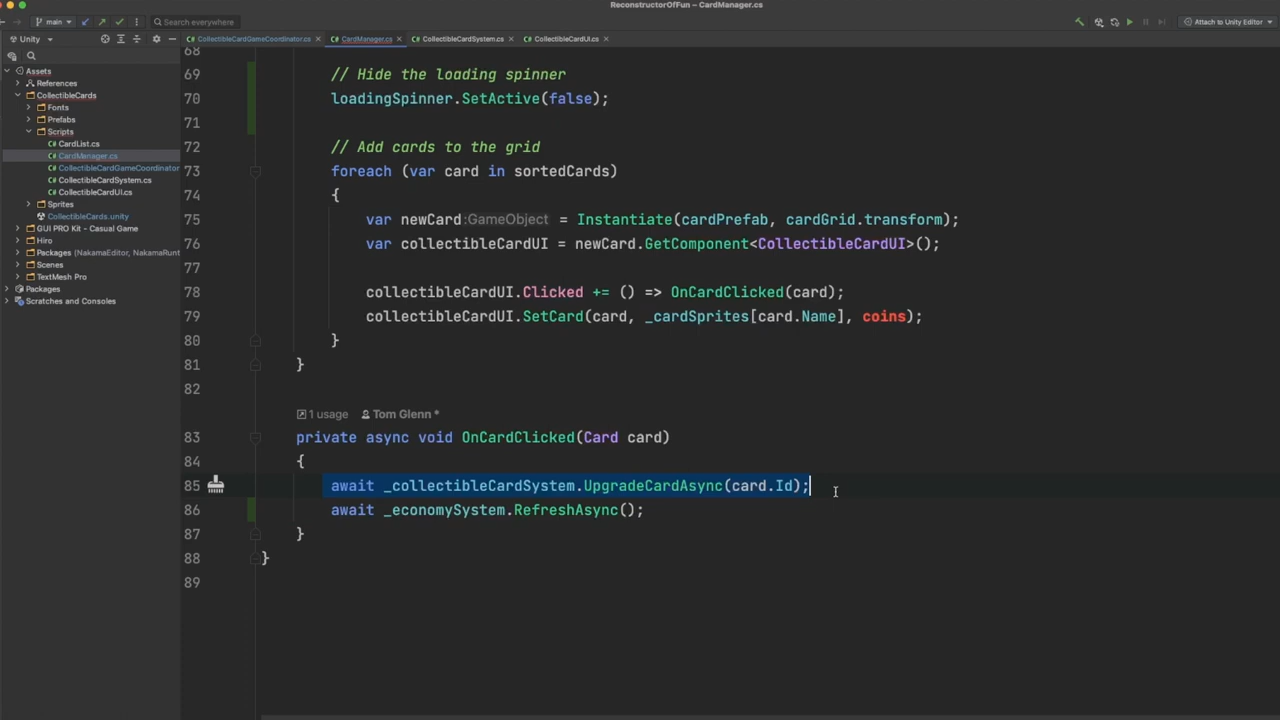 ReconstructorOfFun – CardManager.cs
main
Search everywhere
Attach to Unity Editor
Unity
CollectibleCardGameCoordinator.cs
CardManager.cs
CollectibleCardSystem.cs
CollectibleCardUI.cs
Assets
References
CollectibleCards
Fonts
Prefabs
Scripts
CardList.cs
CardManager.cs
CollectibleCardGameCoordinator
CollectibleCardSystem.cs
CollectibleCardUI.cs
Sprites
CollectibleCards.unity
GUI PRO Kit - Casual Game
Hiro
Packages (NakamaEditor, NakamaRunt
Scenes
TextMesh Pro
Packages
Scratches and Consoles
68
69 // Hide the loading spinner
70 loadingSpinner.SetActive(false);
71
72 // Add cards to the grid
73 foreach (var card in sortedCards)
74 {
75 var newCard:GameObject = Instantiate(cardPrefab, cardGrid.transform);
76 var collectibleCardUI = newCard.GetComponent<CollectibleCardUI>();
77
78 collectibleCardUI.Clicked += () => OnCardClicked(card);
79 collectibleCardUI.SetCard(card, _cardSprites[card.Name], coins);
80 }
81 }
82
1 usage Tom Glenn *
83 private async void OnCardClicked(Card card)
84 {
85 await _collectibleCardSystem.UpgradeCardAsync(card.Id);
86 await _economySystem.RefreshAsync();
87 }
88 }
89